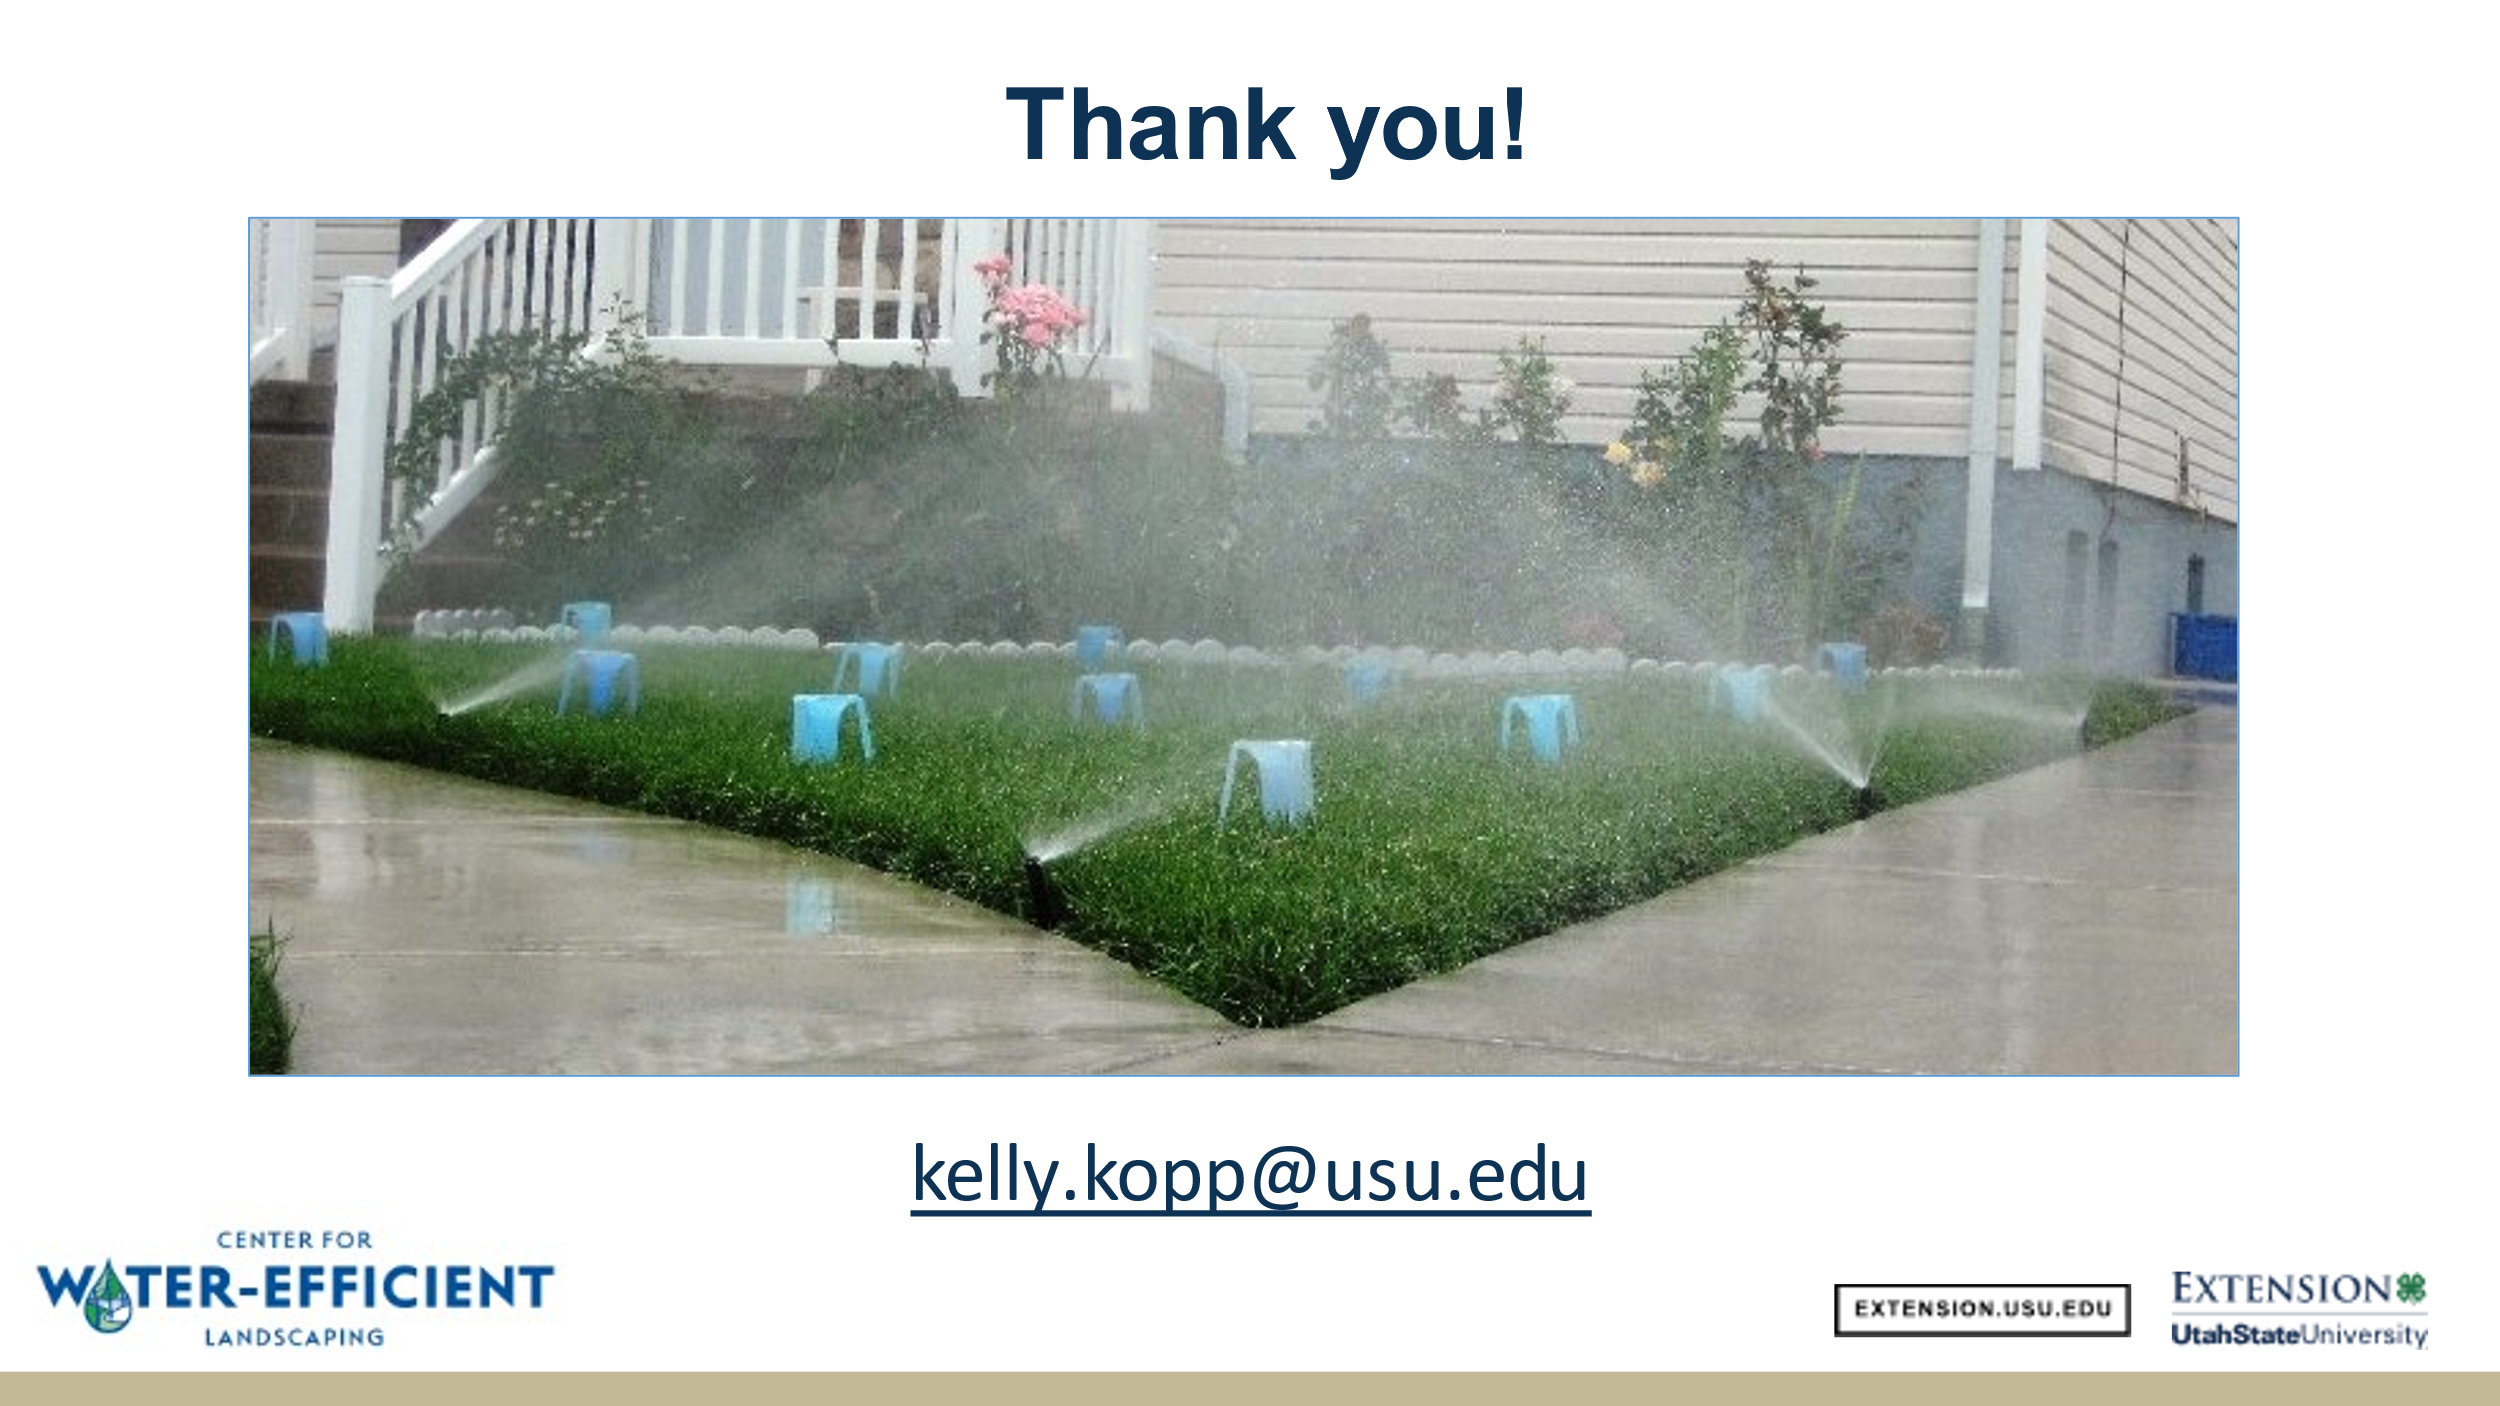 Thank you!
kelly.kopp@usu.edu
CENTER FOR
WATER-EFFICIENT
LANDSCAPING
EXTENSION.USU.EDU
EXTENSION
UtahStateUniversity